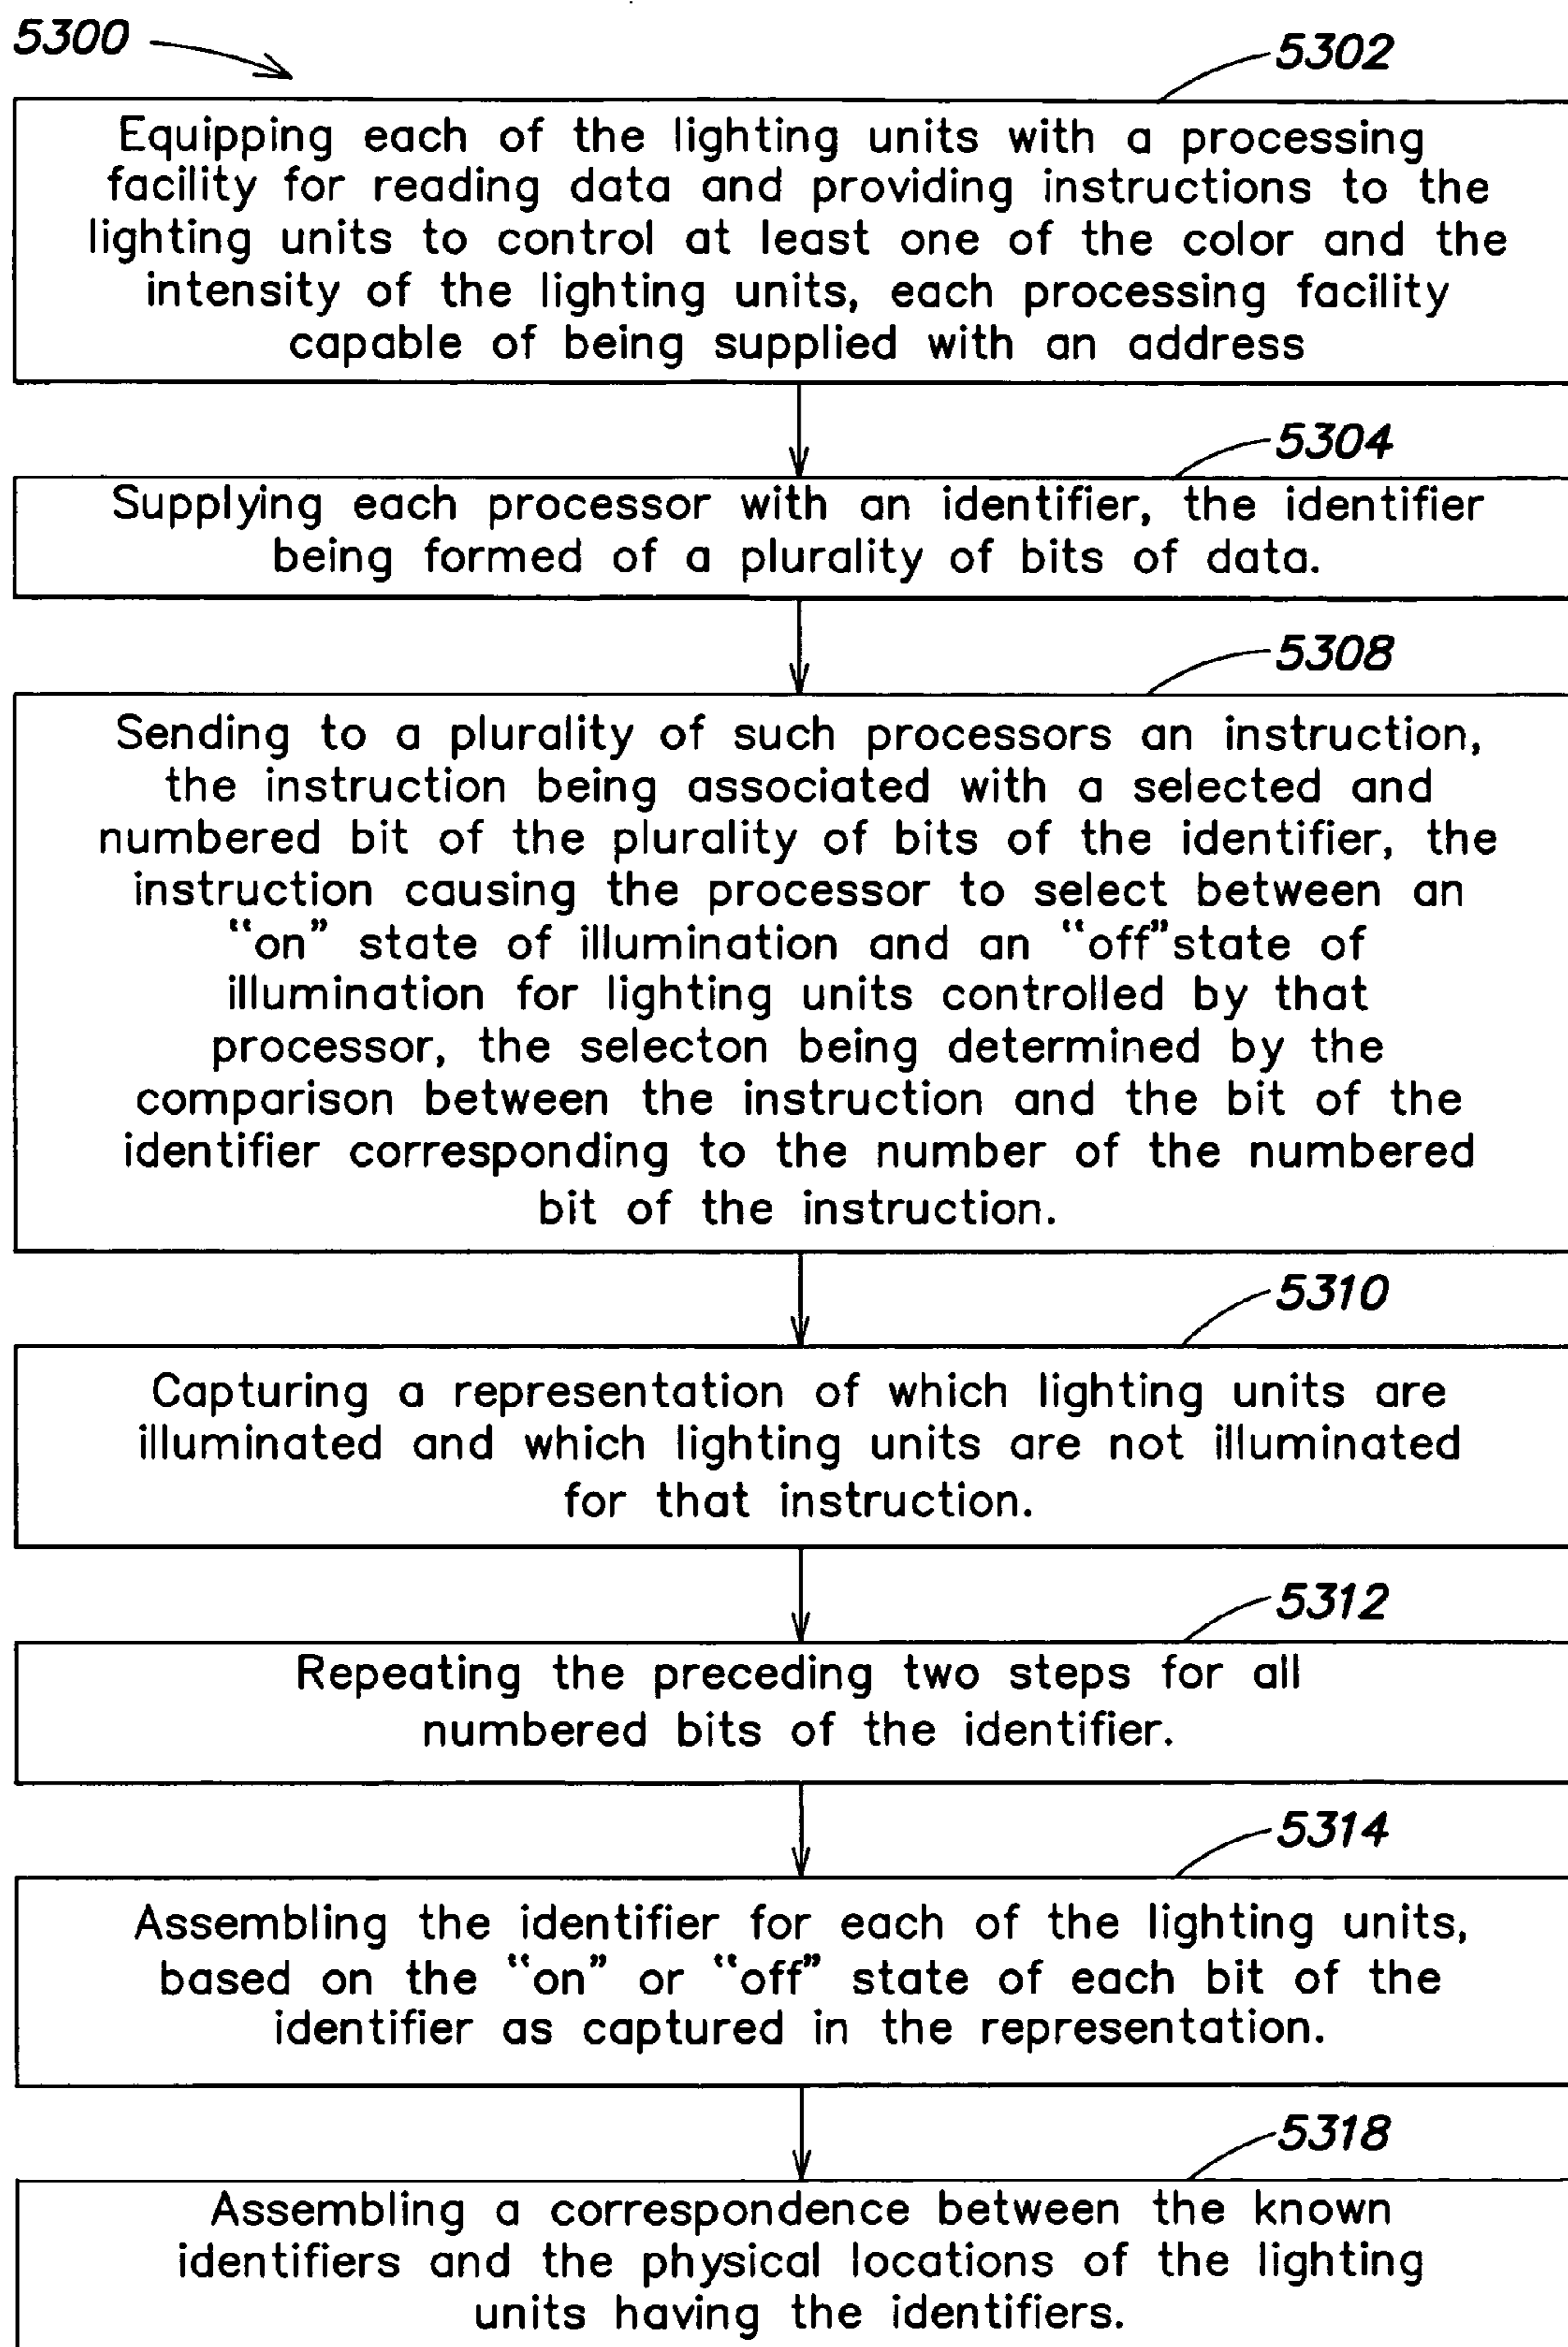 5300
5302
Equipping each of the lighting units with a processing
facility for reading data and providing instructions to the
lighting units to control at least one of the color and the
intensity of the lighting units, each processing facility
capable of being supplied with an address
5304
Supplying each processor with an identifier, the identifier
being formed of a plurality of bits of data.
5308
Sending to a plurality of such processors an instruction,
the instruction being associated with a selected and
numbered bit of the plurality of bits of the identifier, the
instruction causing the processor to select between an
“on” state of illumination and an “off”state of
illumination for lighting units controlled by that
processor, the selecton being determined by the
comparison between the instruction and the bit of the
identifier corresponding to the number of the numbered
bit of the instruction.
5310
Capturing a representation of which lighting units are
illuminated and which lighting units are not illuminated
for that instruction.
5312
Repeating the preceding two steps for all
numbered bits of the identifier.
5314
Assembling the identifier for each of the lighting units,
based on the “on” or “off” state of each bit of the
identifier as captured in the representation.
5318
Assembling a correspondence between the known
identifiers and the physical locations of the lighting
units having the identifiers.